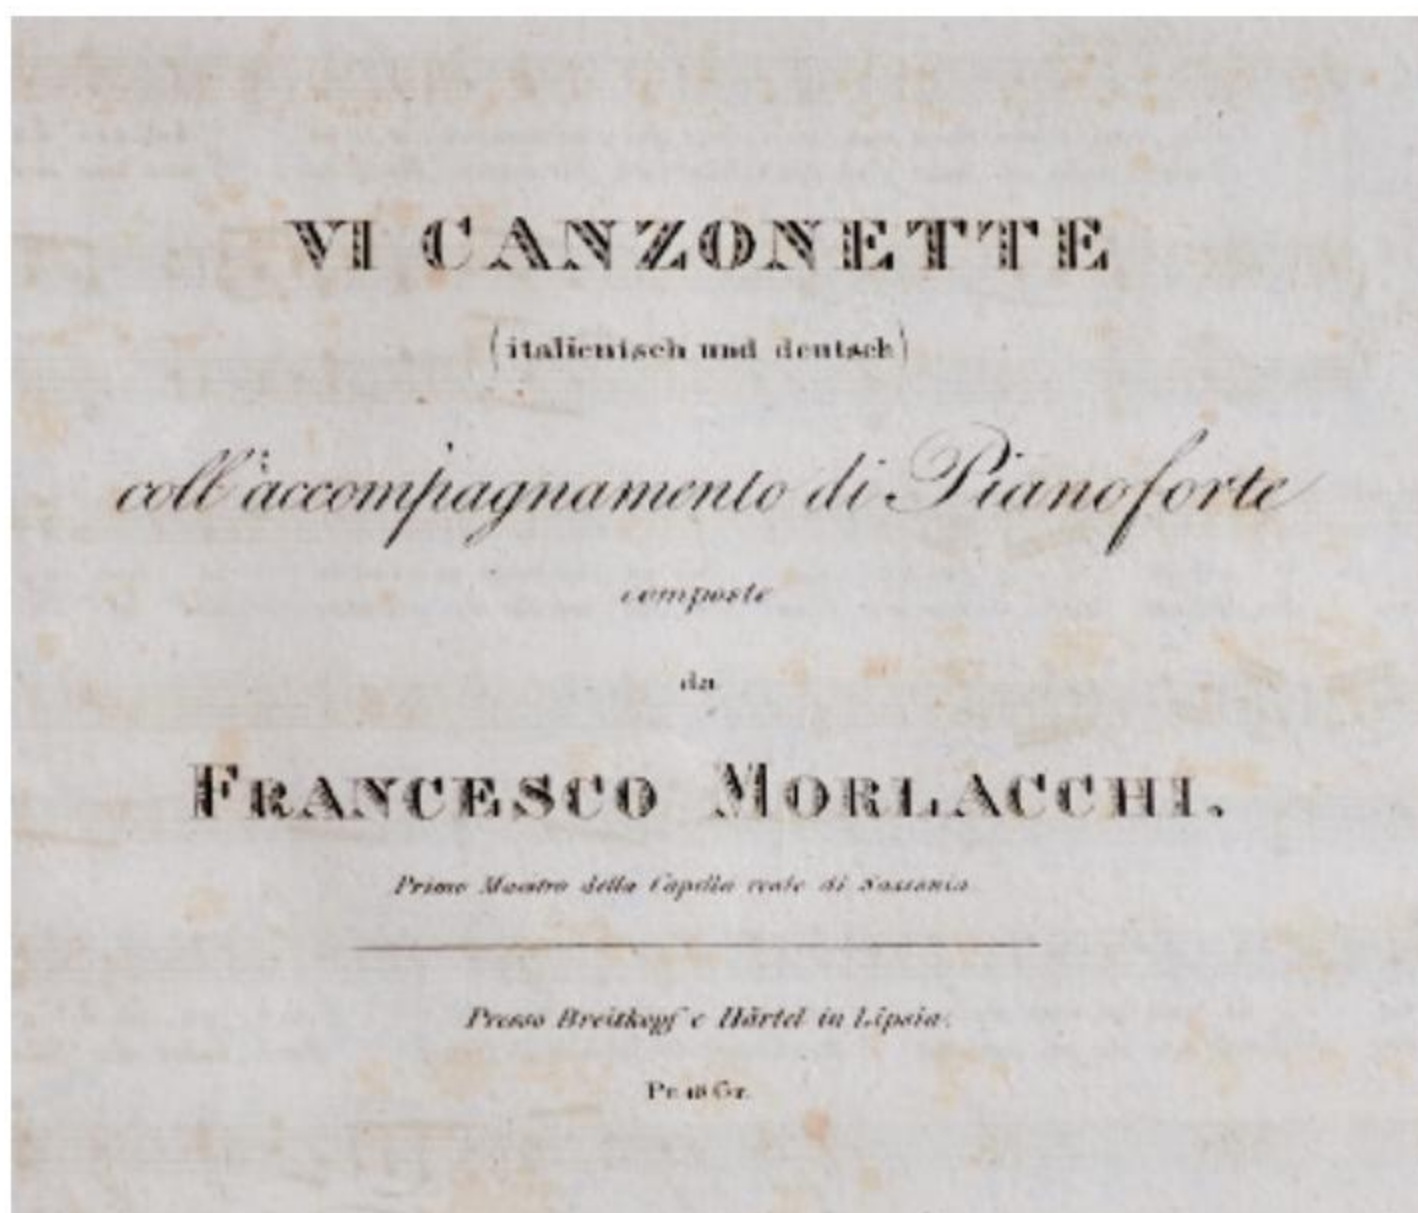 VI CANZONETTE
(italienisch und deutsch)
coll'accompagnamento di Pianoforte
composte
da
FRANCESCO MORLACCHI.
Primo Maestro della Capella reale di Sassonia
Presso Breitkopf e Härtel in Lipsia.
Pr. Gr.